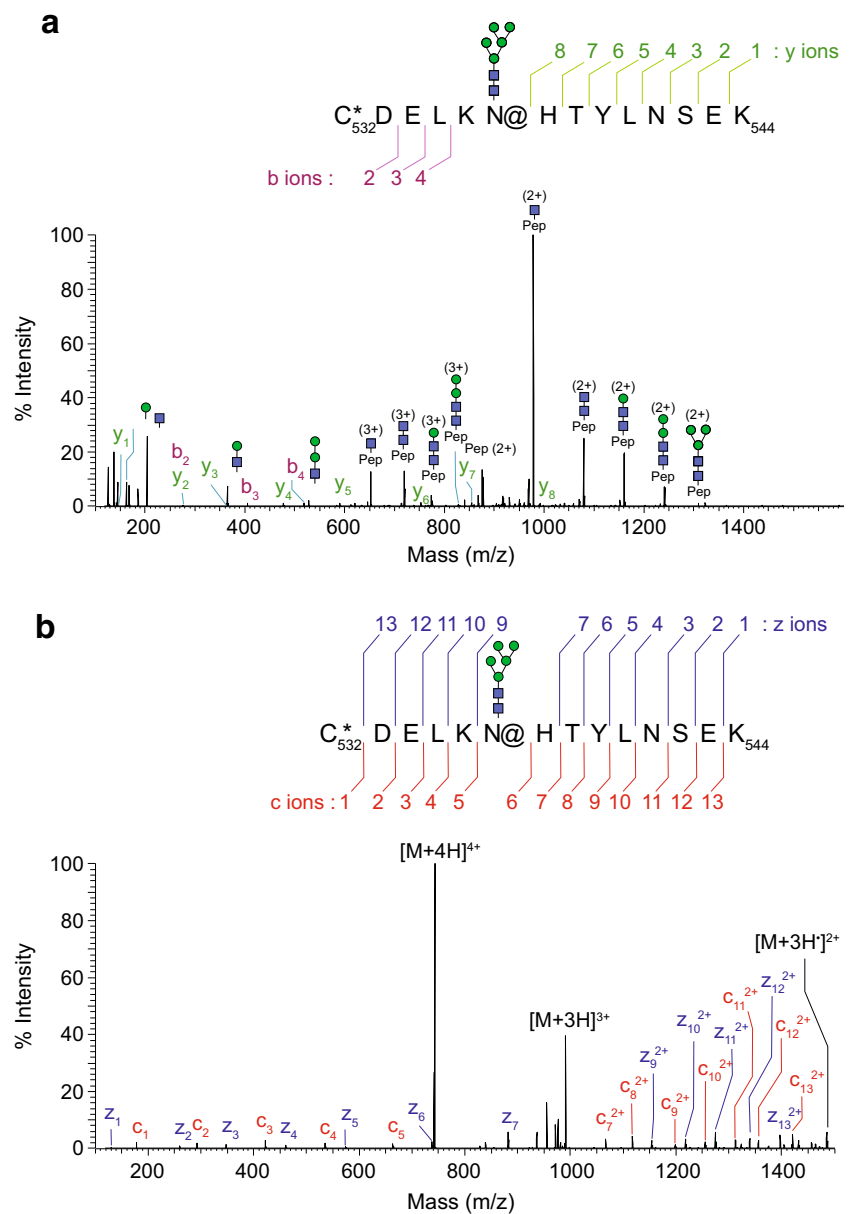 a
8 7 6 5 4 3 2 1 : y ions
C*532 D E L K N@ H T Y L N S E K544
b ions : 2 3 4
(2+)
Pep
% Intensity
100
80
60
40
20
0
y1
b2
y2
y3
b3
y4
b4
y5
(3+)
Pep
(3+)
Pep
(3+)
Pep
y6
(3+)
Pep
y7
Pep (2+)
y8
(2+)
Pep
(2+)
Pep
(2+)
Pep
(2+)
Pep
200 400 600 800 1000 1200 1400
Mass (m/z)
b
13 12 11 10 9 7 6 5 4 3 2 1 : z ions
C*532 D E L K N@ H T Y L N S E K544
c ions : 1 2 3 4 5 6 7 8 9 10 11 12 13
[M+4H]4+
[M+3H]3+
[M+3H•]2+
% Intensity
100
80
60
40
20
0
z1
c1
z2
c2
z3
c3
z4
c4
z5
c5
z6
z7
c7 2+
c8 2+
z9 2+
c9 2+
z10 2+
c10 2+
z11 2+
c11 2+
z12 2+
c12 2+
z13 2+
c13 2+
200 400 600 800 1000 1200 1400
Mass (m/z)